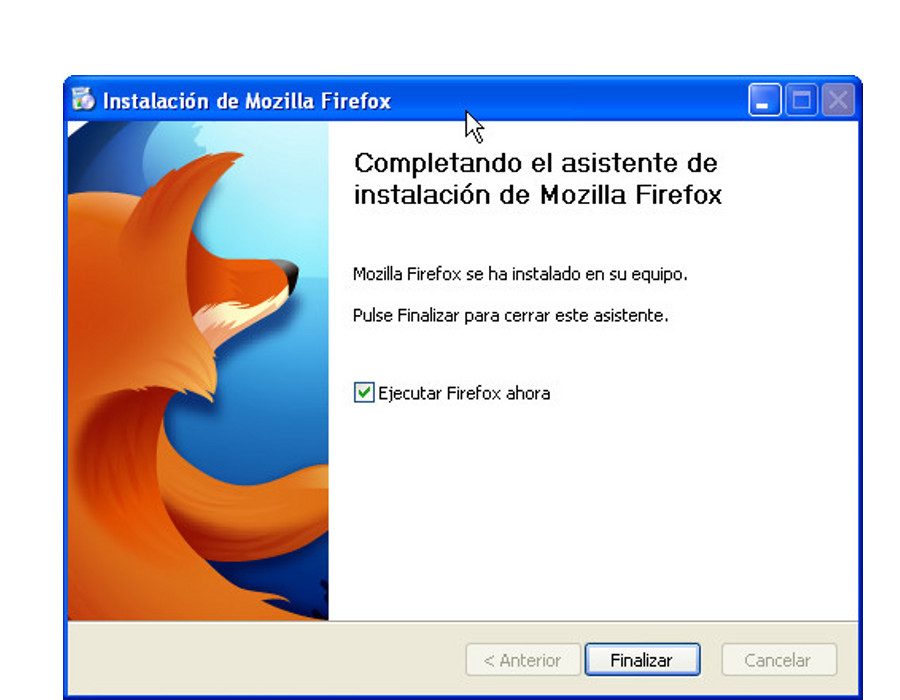 Instalación de Mozilla Firefox
Completando el asistente de
instalación de Mozilla Firefox
Mozilla Firefox se ha instalado en su equipo.
Pulse Finalizar para cerrar este asistente.
Ejecutar Firefox ahora
< Anterior Finalizar Cancelar